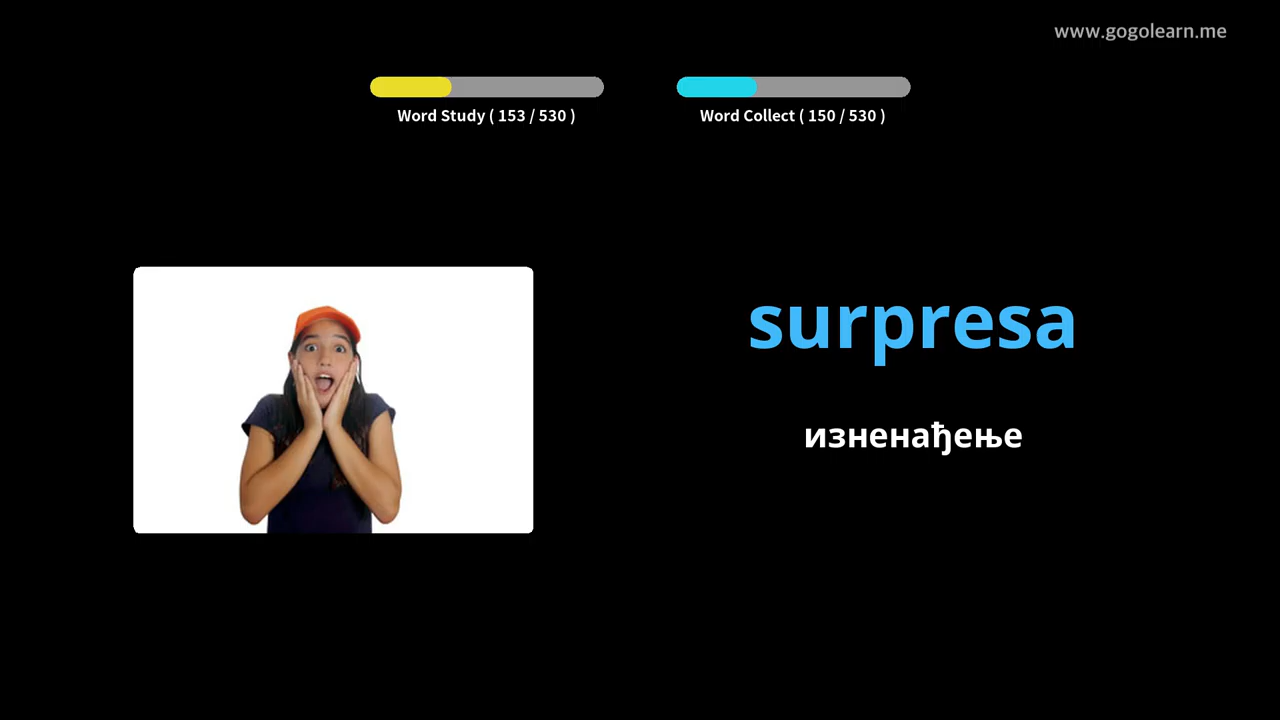 www.gogolearn.me
Word Study ( 153 / 530 )
Word Collect ( 150 / 530 )
surpresa
изненађење